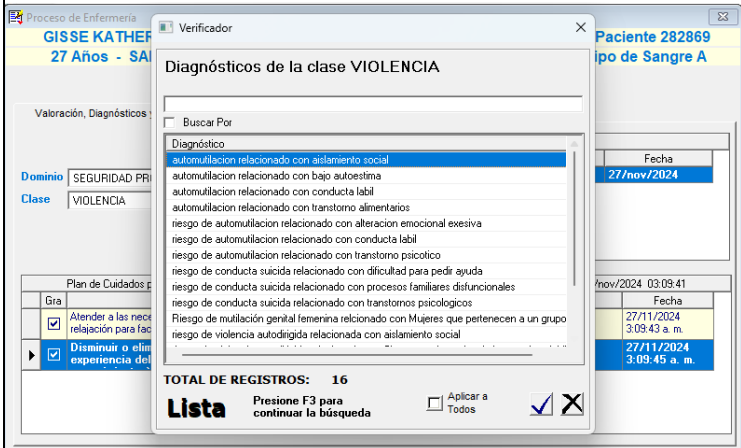 Proceso de Enfermería
GISSE KATHER
Paciente 282869
27 Años - SA
ipo de Sangre A
Valoración, Diagnósticos
Dominio SEGURIDAD PR
Clase VIOLENCIA
Fecha
27/nov/2024
Plan de Cuidados p
/nov/2024 03:09:41
Gra
Fecha
Atender a las nece
relajación para fac
27/11/2024
3:09:43 a. m.
Disminuir o elim
experiencia del
27/11/2024
3:09:45 a. m.
Verificador
Diagnósticos de la clase VIOLENCIA
Buscar Por
Diagnóstico
automutilacion relacionado con aislamiento social
automutilacion relacionado con bajo autoestima
automutilacion relacionado con conducta labil
automutilacion relacionado con transtorno alimentarios
riesgo de automutilacion relacionado con alteracion emocional exesiva
riesgo de automutilacion relacionado con conducta labil
riesgo de automutilacion relacionado con transtorno psicotico
riesgo de conducta suicida relacionado con dificultad para pedir ayuda
riesgo de conducta suicida relacionado con procesos familiares disfuncionales
riesgo de conducta suicida relacionado con transtornos psicologicos
Riesgo de mutilación genital femenina relcionado con Mujeres que pertenecen a un grupo
riesgo de violencia autodirigida relacionada con aislamiento social
TOTAL DE REGISTROS: 16
Lista
Presione F3 para
continuar la búsqueda
Aplicar a
Todos